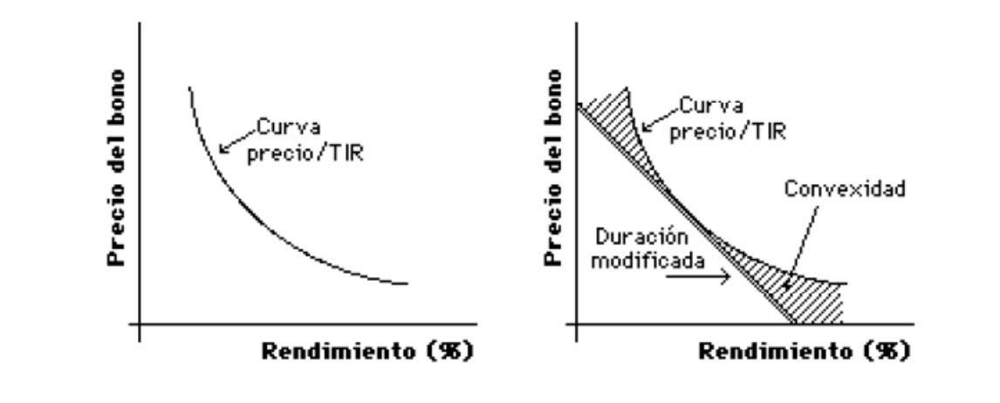 Precio del bono
Curva
precio/TIR
Rendimiento (%)
Precio del bono
Curva
precio/TIR
Convexidad
Duración
modificada
Rendimiento (%)